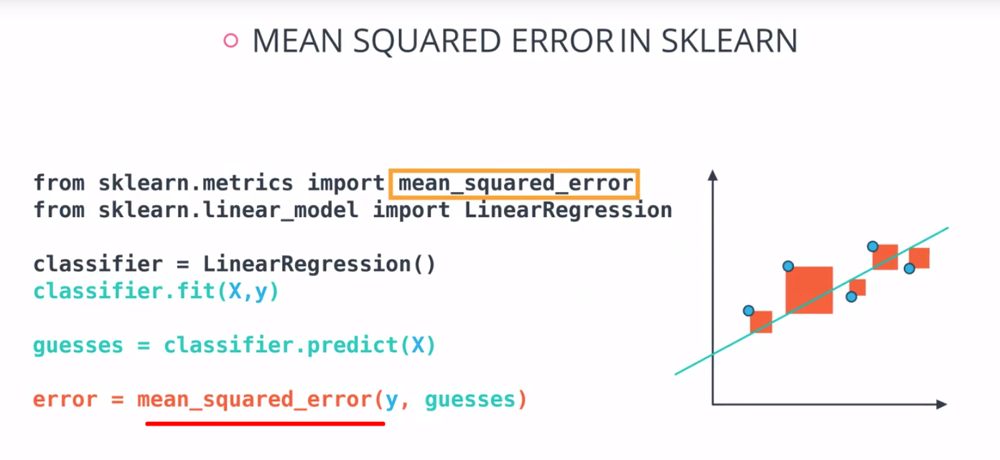 MEAN SQUARED ERROR IN SKLEARN
from sklearn.metrics import mean_squared_error
from sklearn.linear_model import LinearRegression
classifier = LinearRegression()
classifier.fit(X,y)
guesses = classifier.predict(X)
error = mean_squared_error(y, guesses)